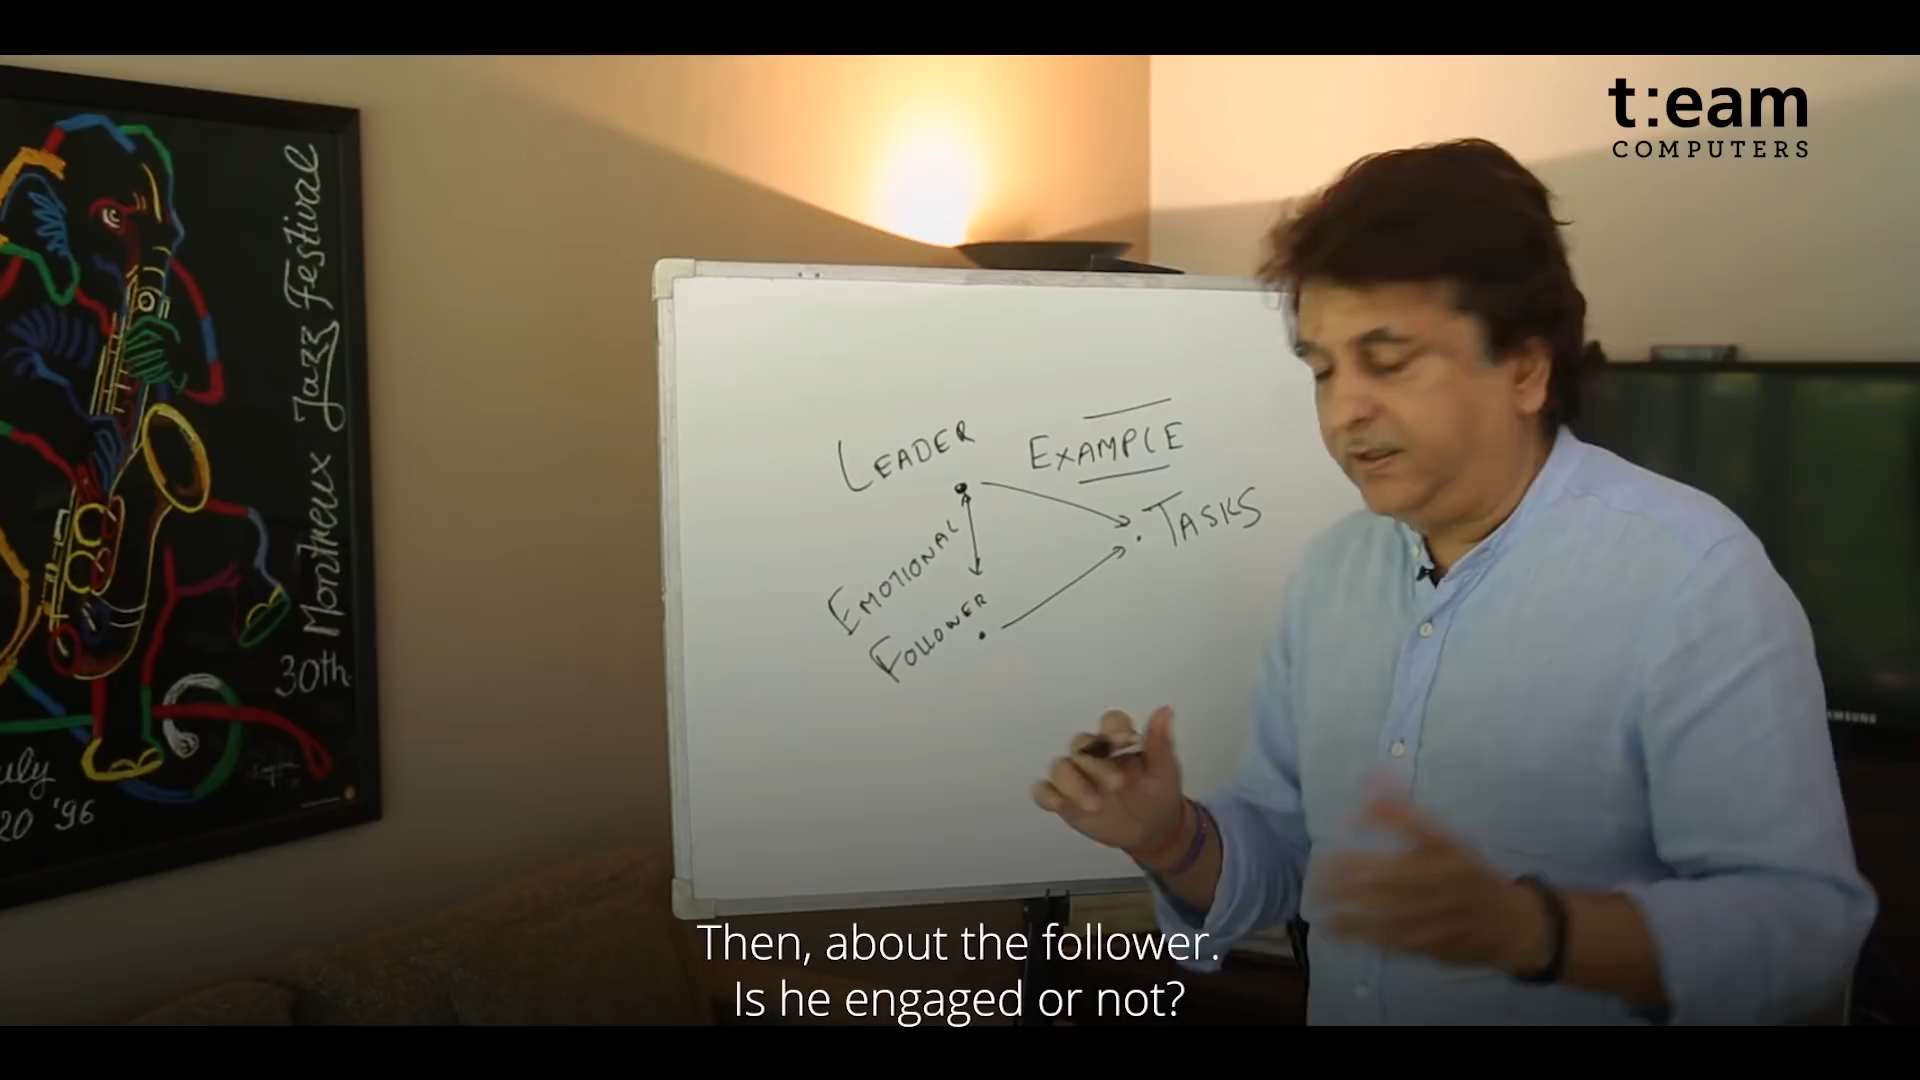 t:eam
COMPUTERS
30th Montreux Jazz Festival
20 '96
LEADER
EXAMPLE
TASKS
EMOTIONAL
FOLLOWER
Then, about the follower.
Is he engaged or not?